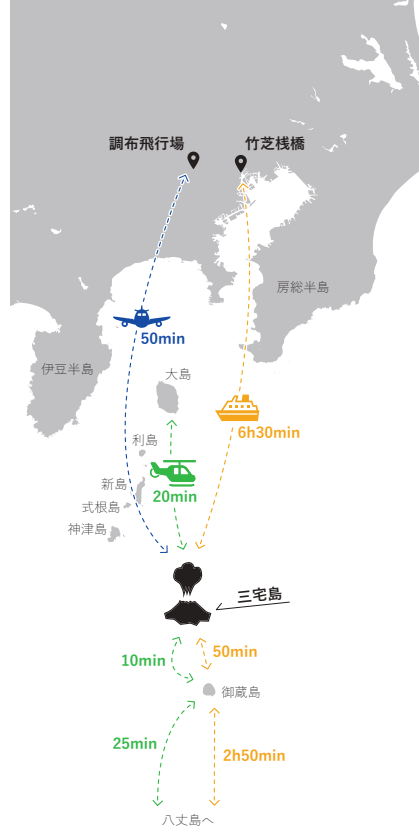 調布飛行場
竹芝桟橋
房総半島
50min
伊豆半島
大島
6h30min
利島
新島
20min
式根島
神津島
三宅島
10min
50min
御蔵島
25min
2h50min
八丈島へ